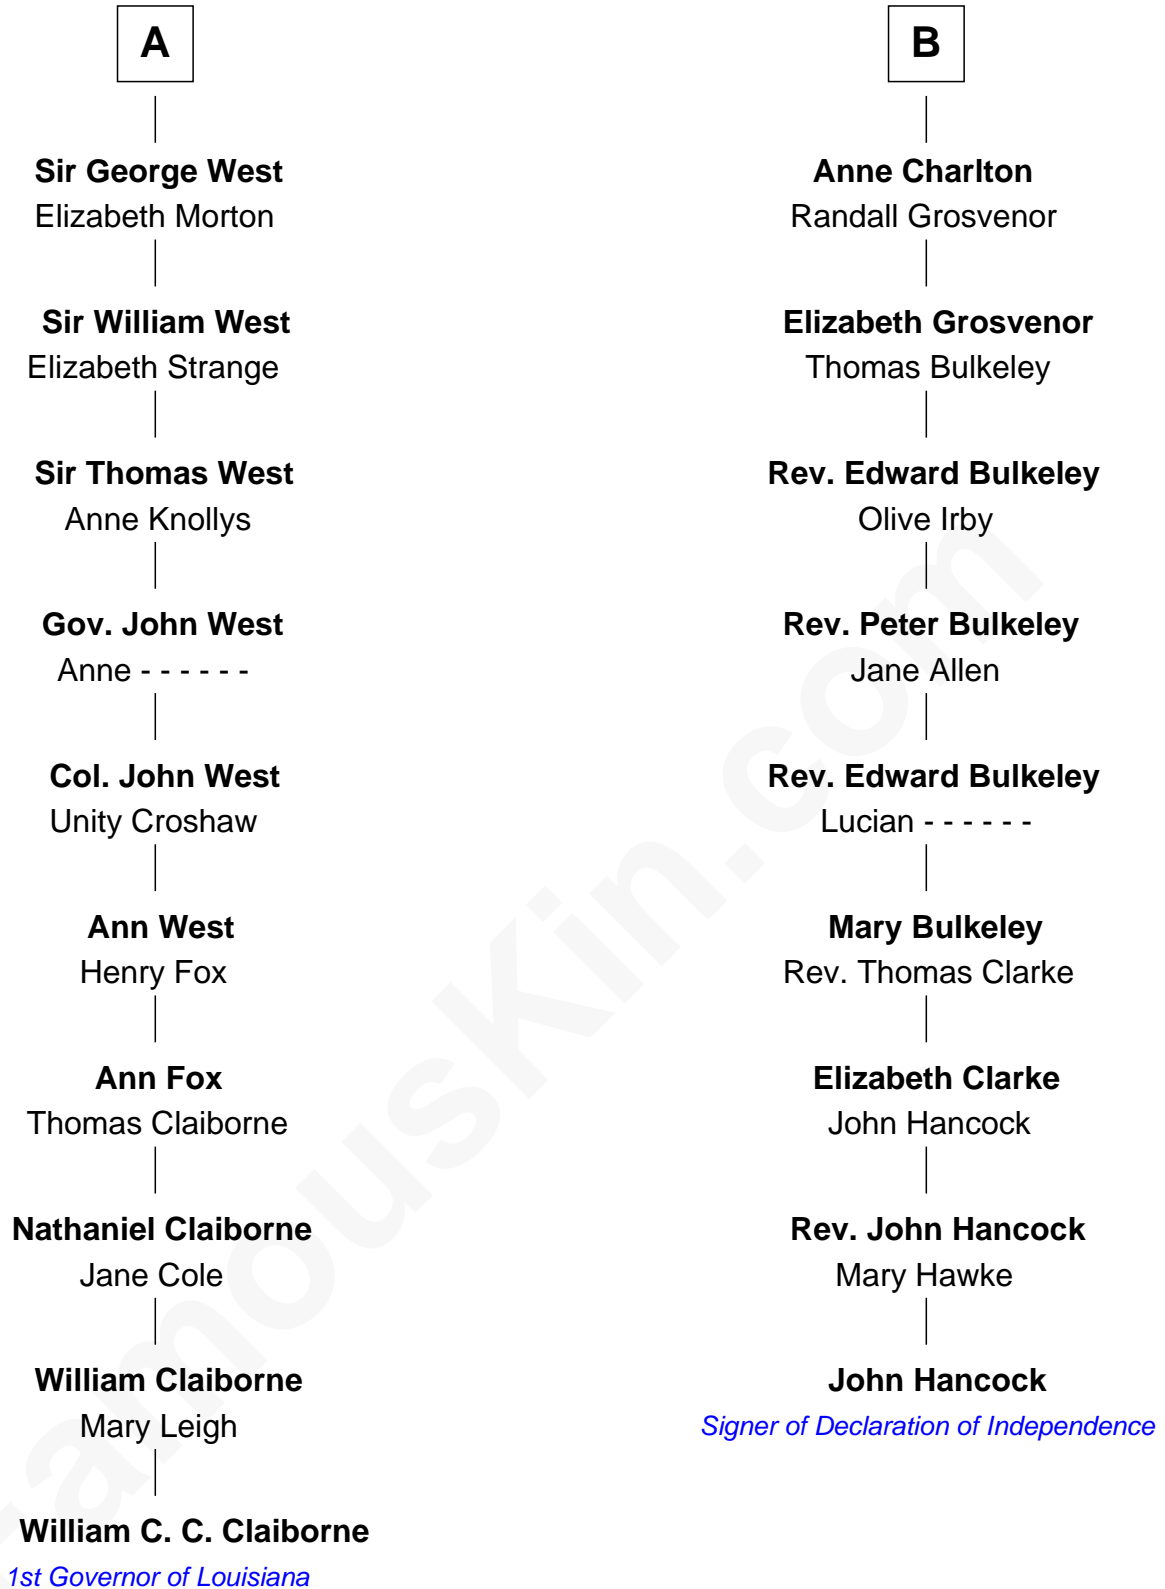 A
Sir George West
Elizabeth Morton
Sir William West
Elizabeth Strange
Sir Thomas West
Anne Knollys
Gov. John West
Anne - - - - - -
Col. John West
Unity Croshaw
Ann West
Henry Fox
Ann Fox
Thomas Claiborne
Nathaniel Claiborne
Jane Cole
William Claiborne
Mary Leigh
William C. C. Claiborne
1st Governor of Louisiana
B
Anne Charlton
Randall Grosvenor
Elizabeth Grosvenor
Thomas Bulkeley
Rev. Edward Bulkeley
Olive Irby
Rev. Peter Bulkeley
Jane Allen
Rev. Edward Bulkeley
Lucian - - - - - -
Mary Bulkeley
Rev. Thomas Clarke
Elizabeth Clarke
John Hancock
Rev. John Hancock
Mary Hawke
John Hancock
Signer of Declaration of Independence
FamousKin.com